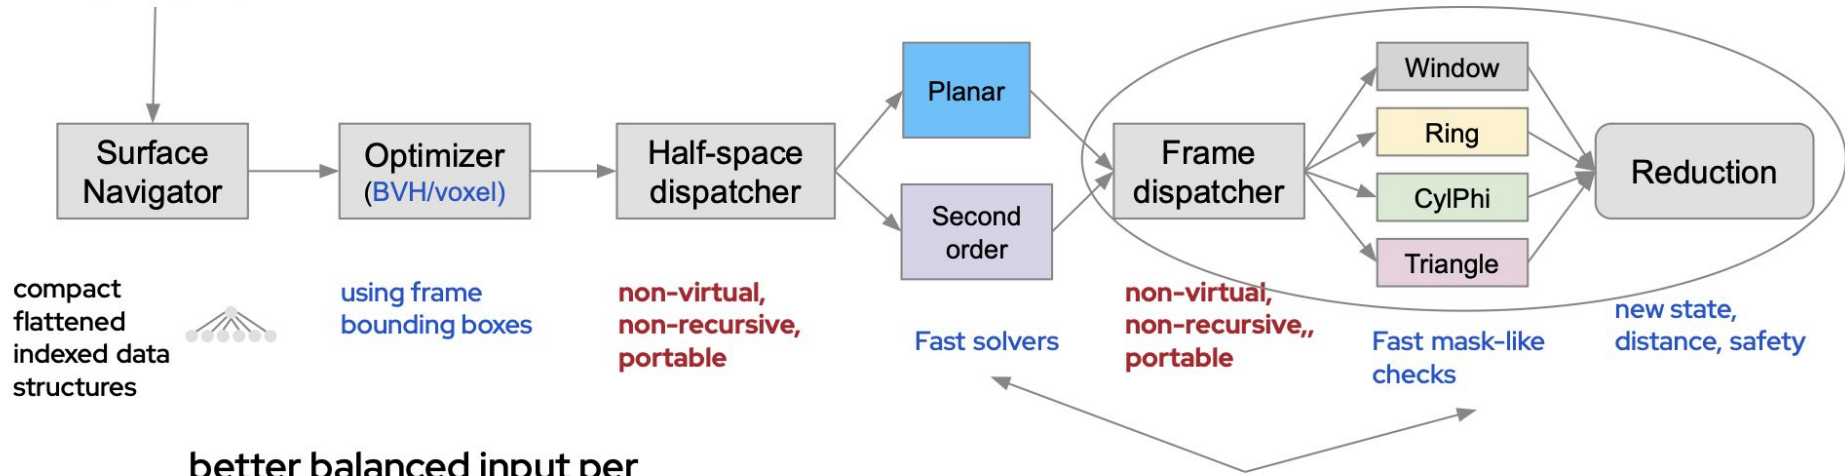 Surface
Navigator
Optimizer
(BVH/voxel)
Half-space
dispatcher
Planar
Second
order
Frame
dispatcher
Window
Ring
CylPhi
Triangle
Reduction
compact
flattened
indexed data
structures
using frame
bounding boxes
non-virtual,
non-recursive,
portable
Fast solvers
non-virtual,
non-recursive,,
portable
Fast mask-like
checks
new state,
distance, safety
better balanced input per